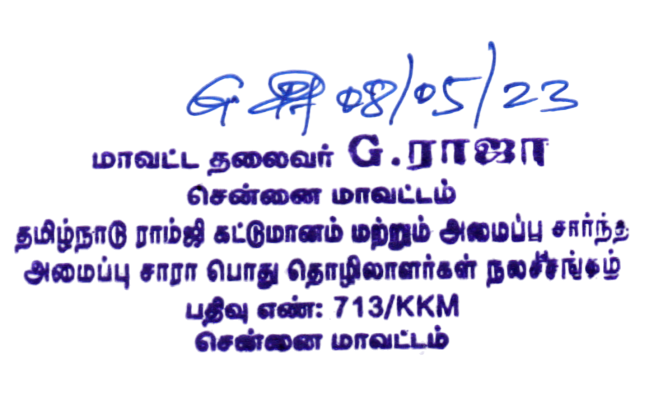 08/05/23
மாவட்ட தலைவர் G.ராஜா
சென்னை மாவட்டம்
தமிழ்நாடு ராம்ஜி கட்டுமானம் மற்றும் அமைப்பு சார்ந்த
அமைப்பு சாரா பொது தொழிலாளர்கள் நலச்சங்கம்
பதிவு எண்: 713/KKM
சென்னை மாவட்டம்